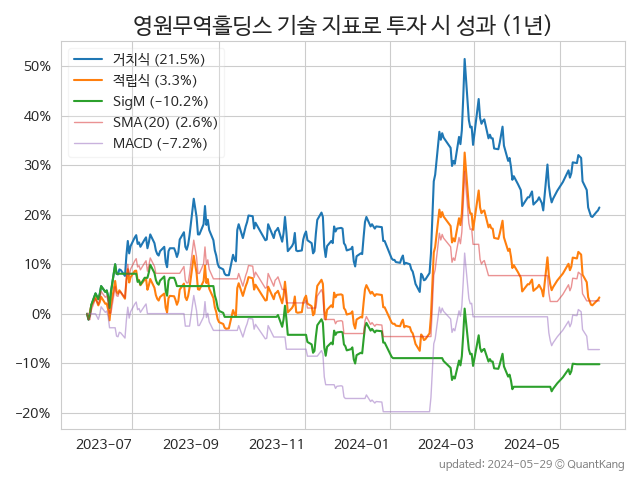 영원무역홀딩스 기술 지표로 투자 시 성과 (1년)
거치식 (21.5%)
적립식 (3.3%)
SigM (−10.2%)
SMA(20) (2.6%)
MACD (−7.2%)
50%
40%
30%
20%
10%
0%
−10%
−20%
2023-07
2023-09
2023-11
2024-01
2024-03
2024-05
updated: 2024-05-29 © QuantKang